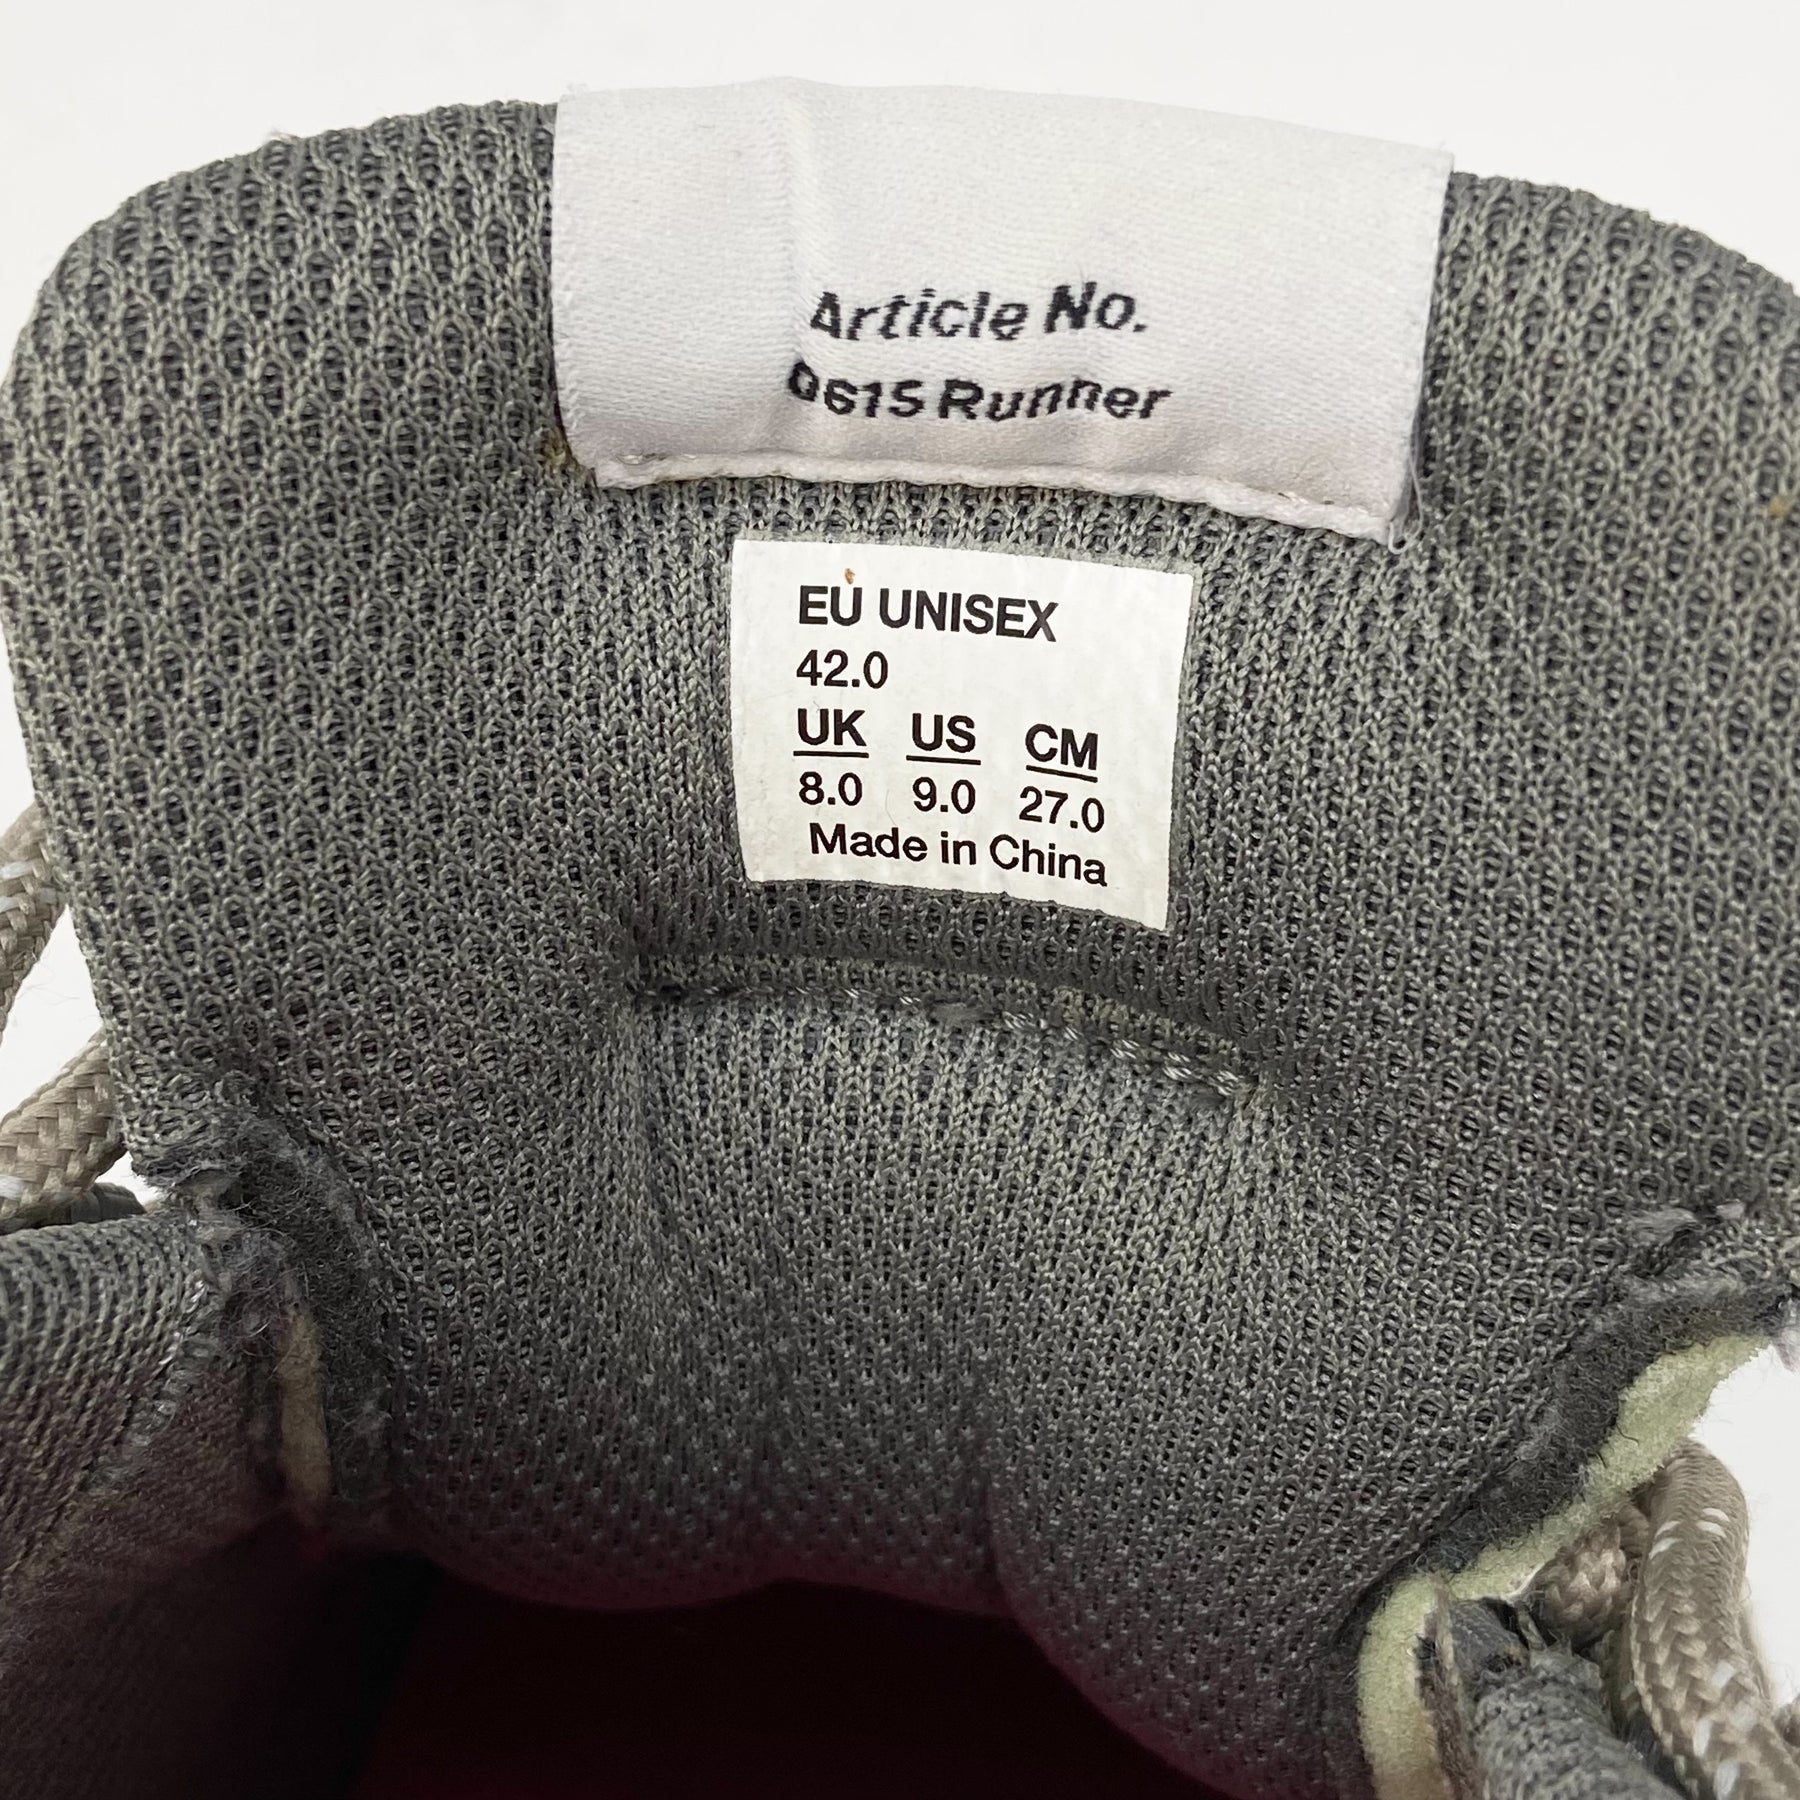 Article No.
0615 Runner
EU UNISEX
42.0
UK US CM
8.0 9.0 27.0
Made in China